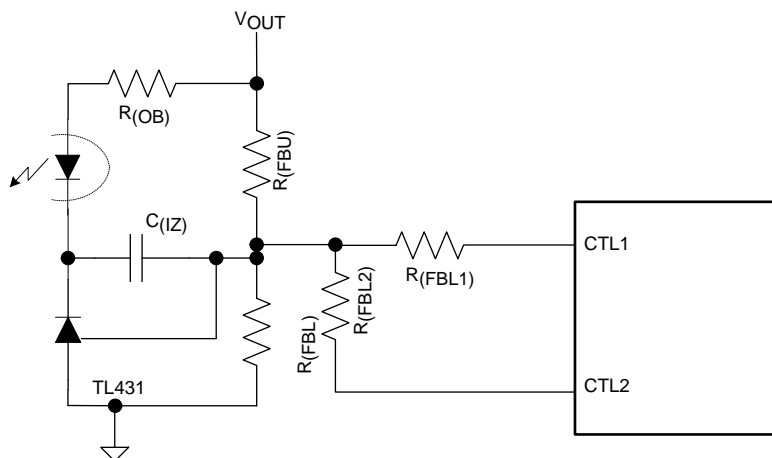 VOUT
R(OB)
R(FBU)
C(IZ)
CTL1
R(FBL1)
R(FBL2)
R(FBL)
CTL2
TL431